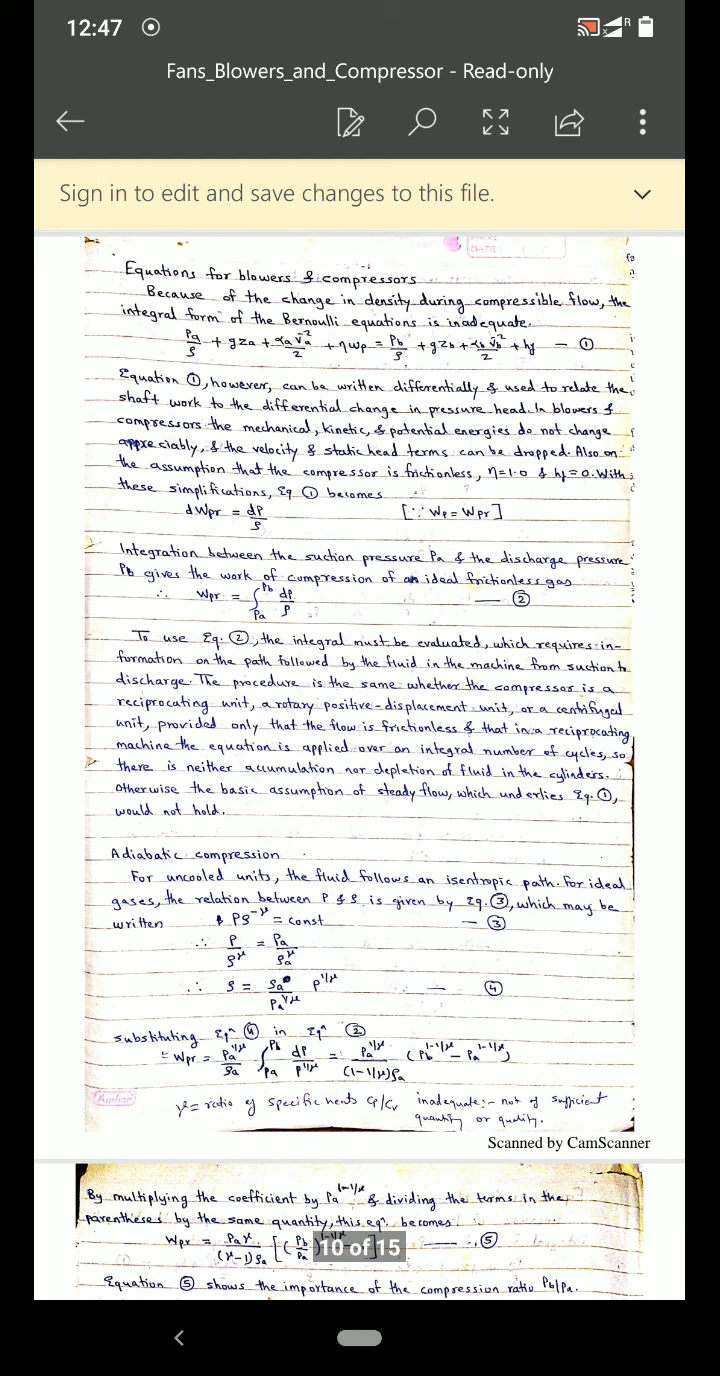 12:47
R
Fans_Blowers_and_Compressor - Read-only
Sign in to edit and save changes to this file.
DATE
Equations for blowers & compressors
Because of the change in density during compressible flow, the
integral form of the Bernoulli equations is inadequate.
Pa/ρ + gZa + αa V̄a²/2 + ηWp = Pb/ρ + gZb + αb V̄b²/2 + hf — ①
Equation ①, however, can be written differentially & used to relate the
shaft work to the differential change in pressure head. In blowers &
compressors the mechanical, kinetic, & potential energies do not change
appreciably, & the velocity & static head terms can be dropped. Also on
the assumption that the compressor is frictionless, η=1.0 & hf=0. With
these simplifications, Eq ① becomes
dWpr = dP/ρ [∵ Wp = Wpr]
Integration between the suction pressure Pa & the discharge pressure
Pb gives the work of compression of an ideal frictionless gas
∴ Wpr = ∫Pa^Pb dP/ρ — ②
To use Eq. ②, the integral must be evaluated, which requires in-
formation on the path followed by the fluid in the machine from suction to
discharge. The procedure is the same whether the compressor is a
reciprocating unit, a rotary positive-displacement unit, or a centrifugal
unit, provided only that the flow is frictionless & that in a reciprocating
machine the equation is applied over an integral number of cycles, so
there is neither accumulation nor depletion of fluid in the cylinders.
Otherwise the basic assumption of steady flow, which underlies Eq. ①,
would not hold.
Adiabatic compression
For uncooled units, the fluid follows an isentropic path. For ideal
gases, the relation between P & ρ is given by Eq. ③, which may be
written Pρ^-γ = const — ③
∴ P/ρ^γ = Pa/ρa^γ
∴ ρ = ρa/Pa^1/γ P^1/γ — ④
substituting Eqn ④ in Eqn ②
Wpr = Pa^1/γ/ρa ∫Pa^Pb dP/P^1/γ = Pa^1/γ/(1-1/γ)ρa (Pb^1-1/γ - Pa^1-1/γ)
γ = ratio of specific heats Cp/Cv inadequate:- not of sufficient
quantity or quality.
Scanned by CamScanner
By multiplying the coefficient by Pa^1-1/γ & dividing the terms in the
parentheses by the same quantity, this eqn. becomes
Wpr = Paγ/(γ-1)ρa [(Pb/Pa) ] — ⑤
10 of 15
Equation ⑤ shows the importance of the compression ratio Pb/Pa.